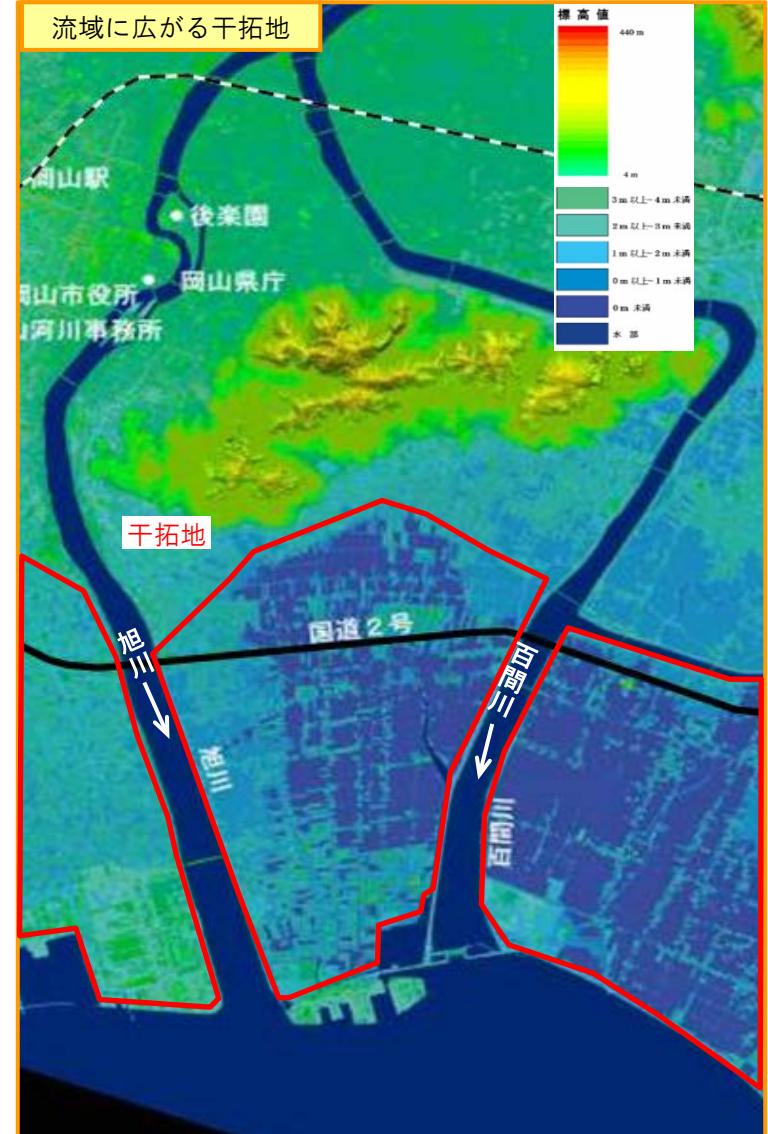 流域に広がる干拓地
標 高 値
440 m
4 m
3 m 以上～4 m 未満
2 m 以上～3 m 未満
1 m 以上～2 m 未満
0 m 以上～1 m 未満
0 m 未満
水 部
岡山駅
後楽園
岡山県庁
岡山市役所
河川事務所
干拓地
国道２号
旭川
百間川
旭川
百間川